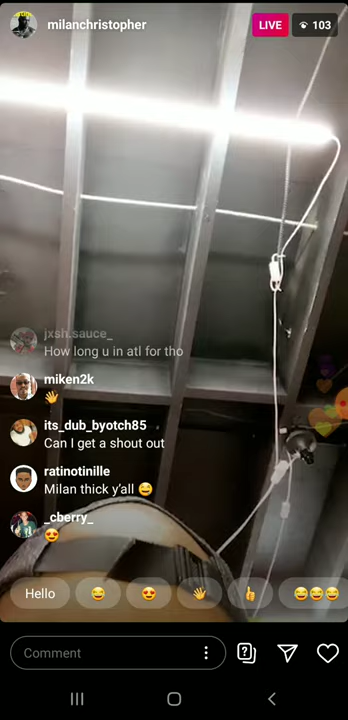 milanchristopher
LIVE
103
jxsh.sauce_
How long u in atl for tho
miken2k
👋
its_dub_byotch85
Can I get a shout out
ratinotinille
Milan thick y'all 😂
_cberry_
😍
Hello 😂 😍 👋 👍 😂😂😂
Comment